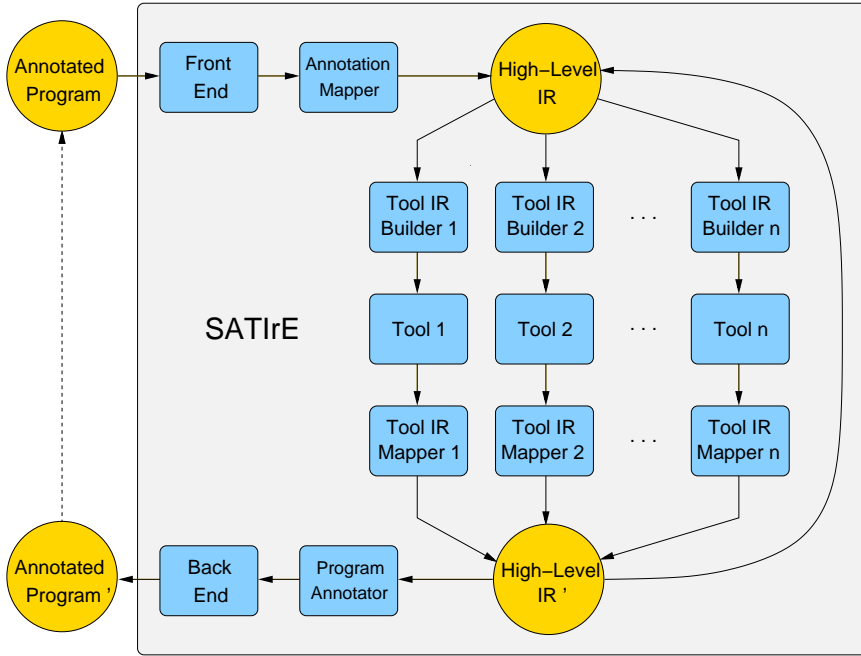 Annotated
Program
Front
End
Annotation
Mapper
High–Level
IR
Tool IR
Builder 1
Tool IR
Builder 2
. . .
Tool IR
Builder n
SATIrE
Tool 1
Tool 2
. . .
Tool n
Tool IR
Mapper 1
Tool IR
Mapper 2
. . .
Tool IR
Mapper n
Annotated
Program '
Back
End
Program
Annotator
High–Level
IR '